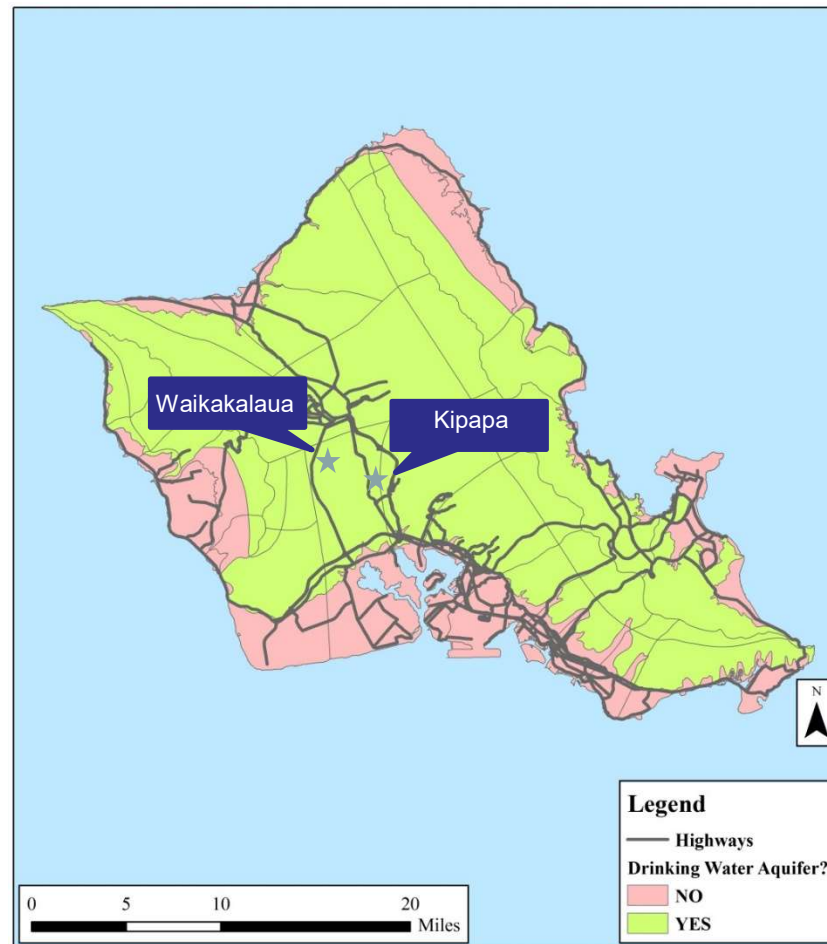 Waikakalaua
Kipapa
N
Legend
Highways
Drinking Water Aquifer?
NO
YES
0 5 10 20
Miles